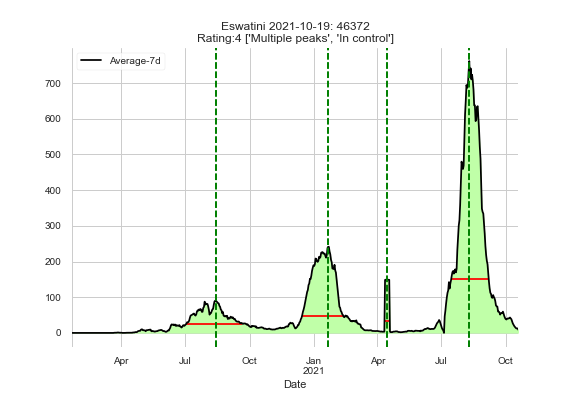 Eswatini 2021-10-19: 46372
Rating:4 ['Multiple peaks', 'In control']
Average-7d
700
600
500
400
300
200
100
0
Apr Jul Oct Jan Apr Jul Oct
2021
Date